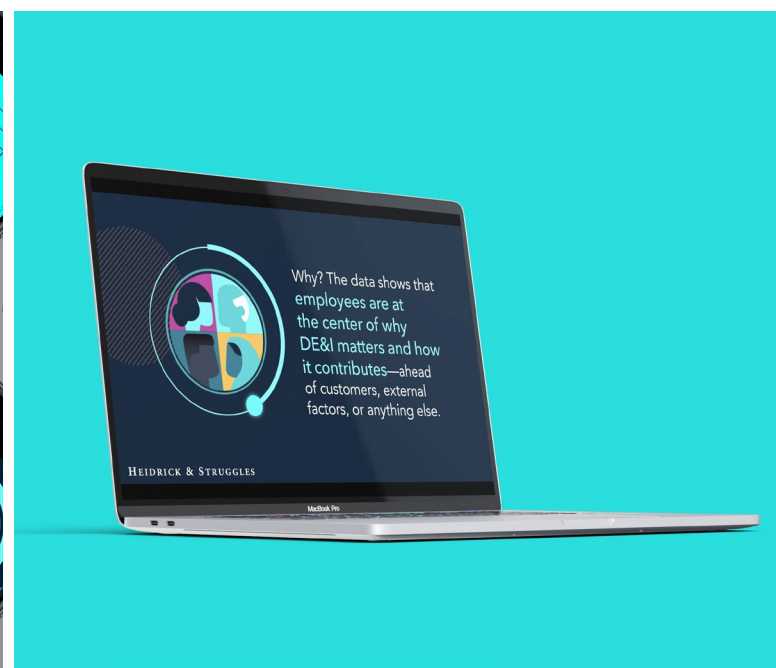 Why? The data shows that
employees are at
the center of why
DE&I matters and how
it contributes—ahead
of customers, external
factors, or anything else.
HEIDRICK & STRUGGLES
MacBook Pro